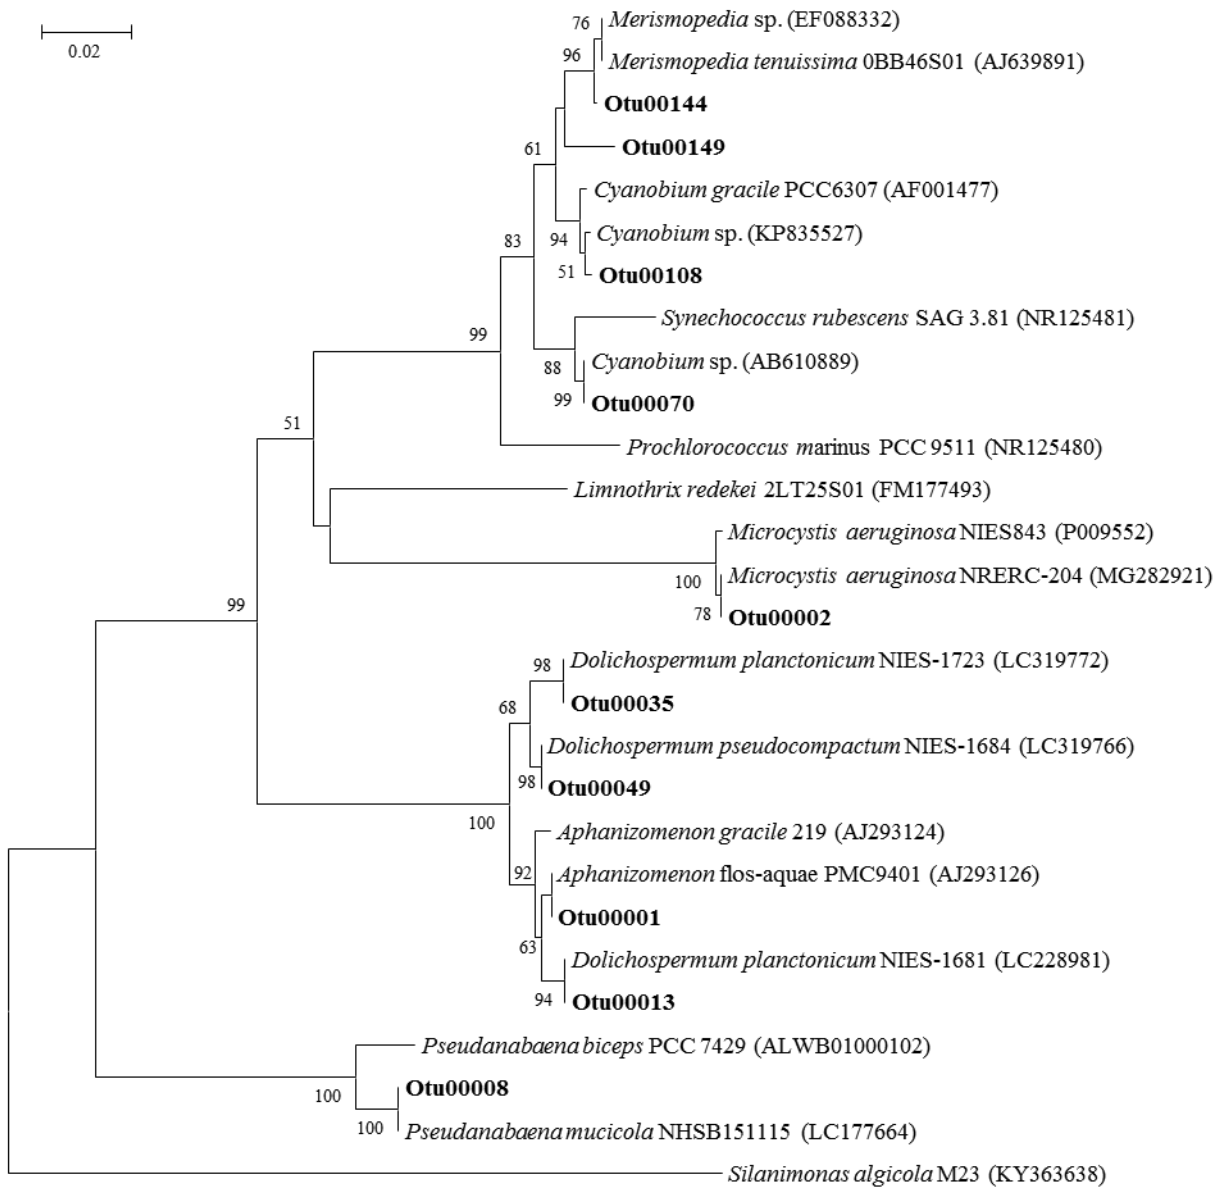 76
Merismopedia sp. (EF088332)
0.02
96
Merismopedia tenuissima 0BB46S01 (AJ639891)
Otu00144
61
Otu00149
Cyanobium gracile PCC6307 (AF001477)
83
94
Cyanobium sp. (KP835527)
51
Otu00108
Synechococcus rubescens SAG 3.81 (NR125481)
99
88
Cyanobium sp. (AB610889)
99
Otu00070
51
Prochlorococcus marinus PCC 9511 (NR125480)
Limnothrix redekei 2LT25S01 (FM177493)
Microcystis aeruginosa NIES843 (P009552)
100
Microcystis aeruginosa NRERC-204 (MG282921)
99
78
Otu00002
98
Dolichospermum planctonicum NIES-1723 (LC319772)
68
Otu00035
Dolichospermum pseudocompactum NIES-1684 (LC319766)
98
Otu00049
100
Aphanizomenon gracile 219 (AJ293124)
92
Aphanizomenon flos-aquae PMC9401 (AJ293126)
Otu00001
63
Dolichospermum planctonicum NIES-1681 (LC228981)
94
Otu00013
Pseudanabaena biceps PCC 7429 (ALWB01000102)
100
Otu00008
100
Pseudanabaena mucicola NHSB151115 (LC177664)
Silanimonas algicola M23 (KY363638)